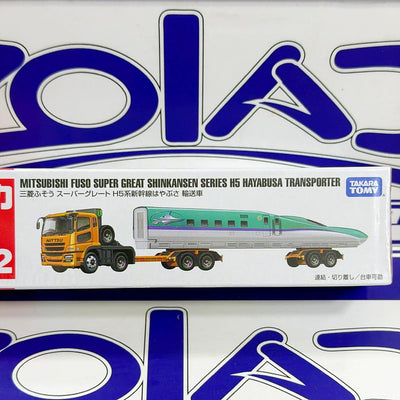 MITSUBISHI FUSO SUPER GREAT SHINKANSEN SERIES H5 HAYABUSA TRANSPORTER
三菱ふそう スーパーグレート H5系新幹線はやぶさ 輸送車
TAKARA
TOMY
カ
2
連結・切り離し/台車可動